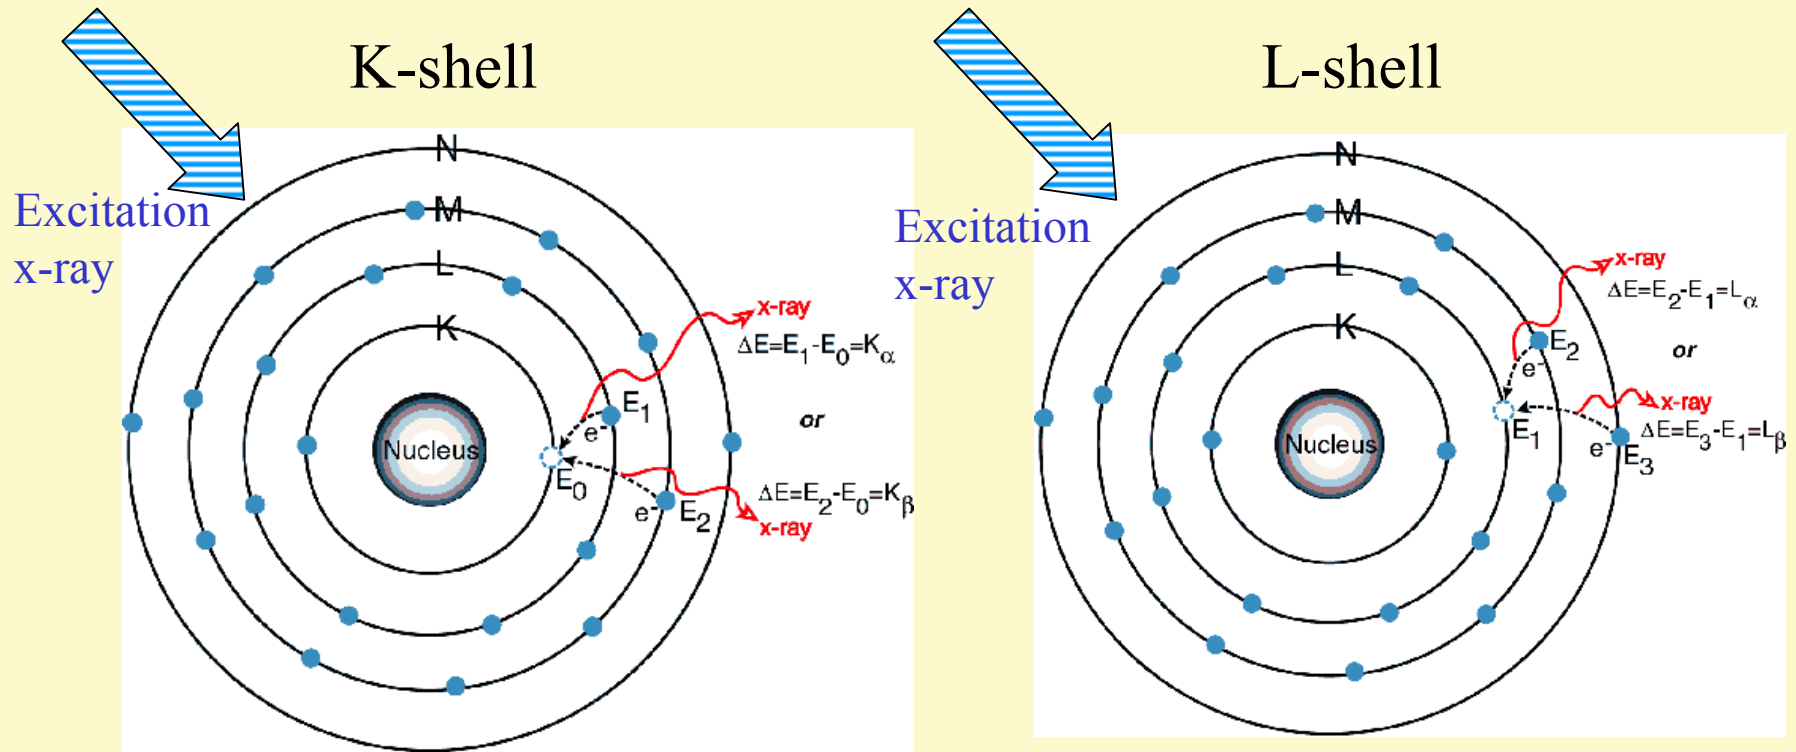 K-shell
Excitation
x-ray
N
M
L
K
Nucleus
x-ray
ΔE=E₁-E₀=Kα
or
E₁
e⁻
E₀
ΔE=E₂-E₀=Kβ
e⁻
E₂
x-ray
L-shell
Excitation
x-ray
N
M
L
K
Nucleus
x-ray
ΔE=E₂-E₁=Lα
E₂
or
e⁻
x-ray
E₁
ΔE=E₃-E₁=Lβ
e⁻
E₃